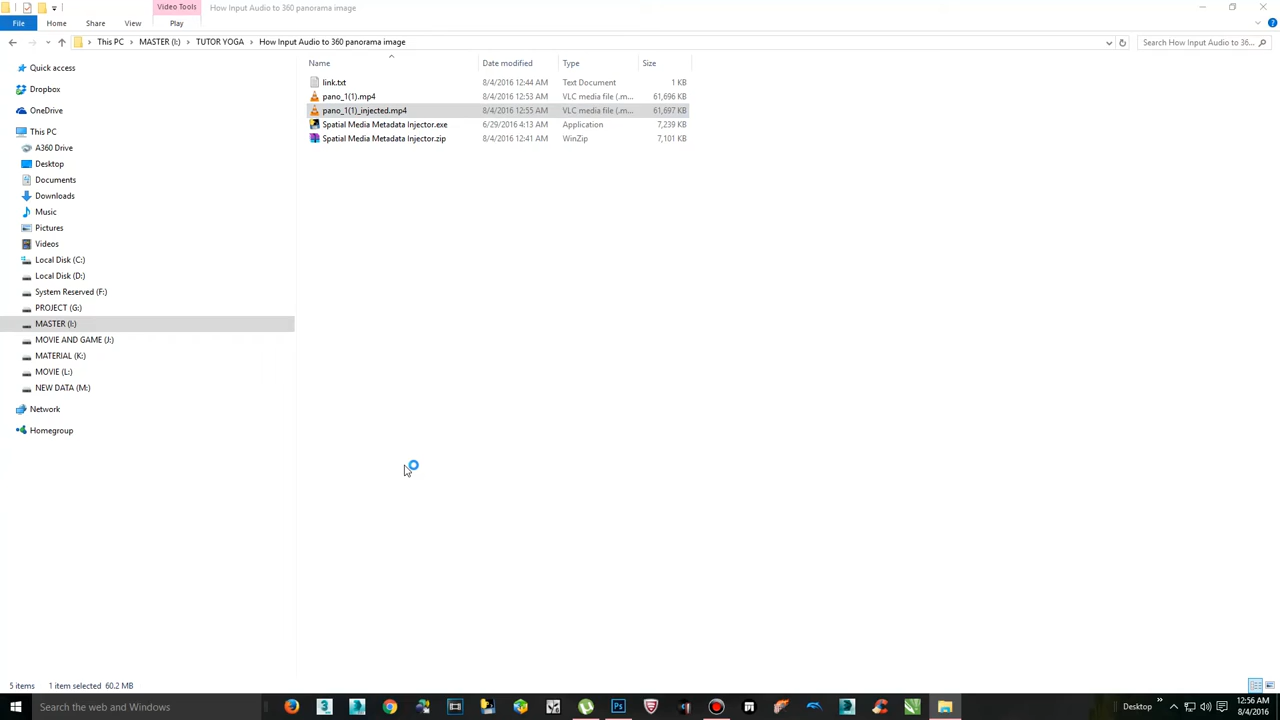 Video Tools How Input Audio to 360 panorama image
File Home Share View Play
This PC MASTER (I:) TUTOR YOGA How Input Audio to 360 panorama image Search How Input Audio to 36...
Name Date modified Type Size
Quick access
Dropbox
OneDrive
This PC
A360 Drive
Desktop
Documents
Downloads
Music
Pictures
Videos
Local Disk (C:)
Local Disk (D:)
System Reserved (F:)
PROJECT (G:)
MASTER (I:)
MOVIE AND GAME (J:)
MATERIAL (K:)
MOVIE (L:)
NEW DATA (M:)
Network
Homegroup
link.txt 8/4/2016 12:44 AM Text Document 1 KB
pano_1(1).mp4 8/4/2016 12:53 AM VLC media file (.m... 61,696 KB
pano_1(1)_injected.mp4 8/4/2016 12:55 AM VLC media file (.m... 61,697 KB
Spatial Media Metadata Injector.exe 6/29/2016 4:13 AM Application 7,239 KB
Spatial Media Metadata Injector.zip 8/4/2016 12:41 AM WinZip 7,101 KB
5 items 1 item selected 60.2 MB
Search the web and Windows
Desktop
12:56 AM
8/4/2016